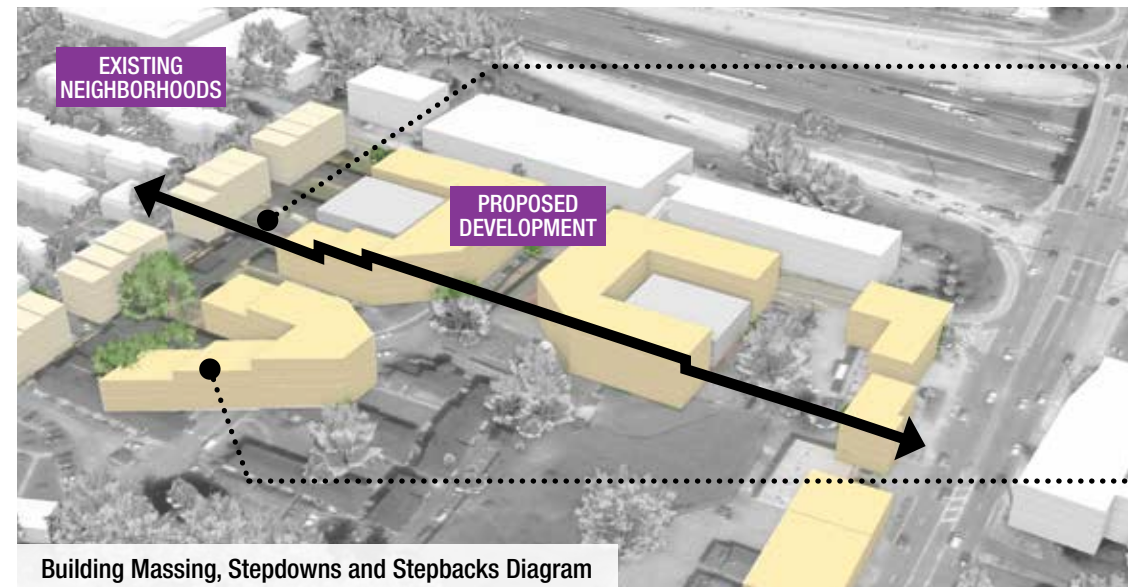 EXISTING
NEIGHBORHOODS
PROPOSED
DEVELOPMENT
Building Massing, Stepdowns and Stepbacks Diagram